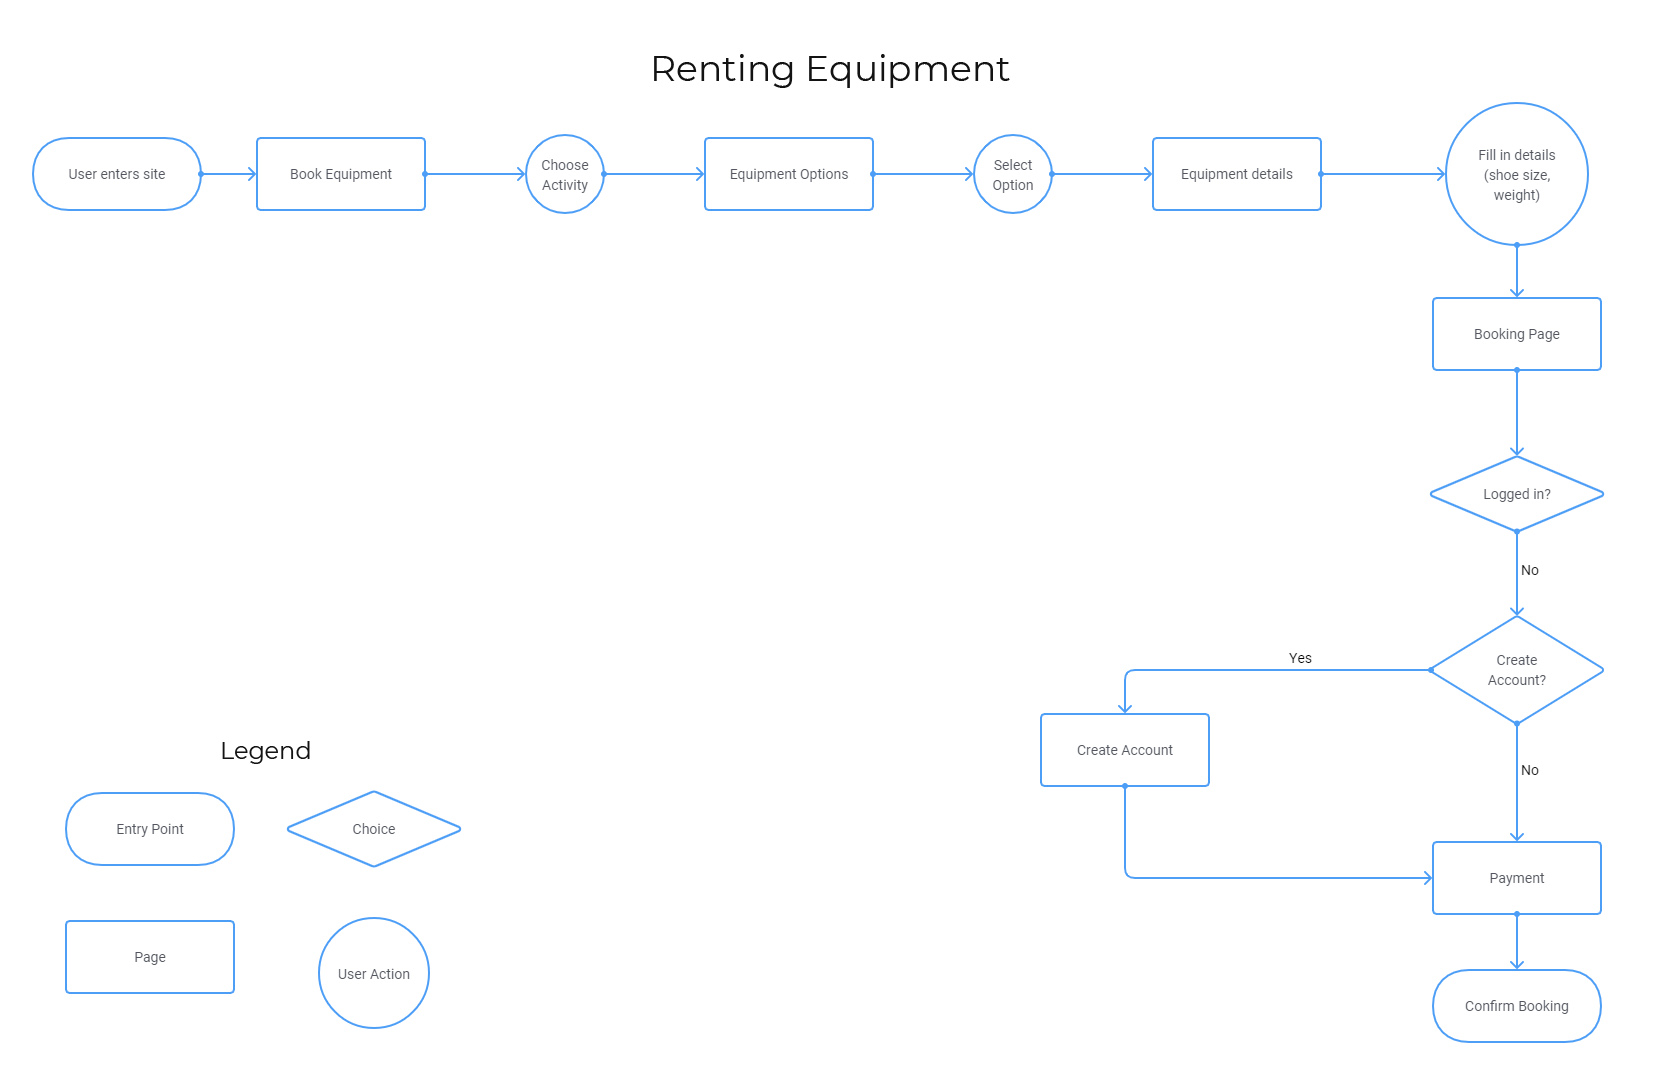 Renting Equipment
User enters site
Book Equipment
Choose
Activity
Equipment Options
Select
Option
Equipment details
Fill in details
(shoe size,
weight)
Booking Page
Logged in?
No
Create
Account?
Yes
Create Account
No
Payment
Confirm Booking
Legend
Entry Point
Choice
Page
User Action